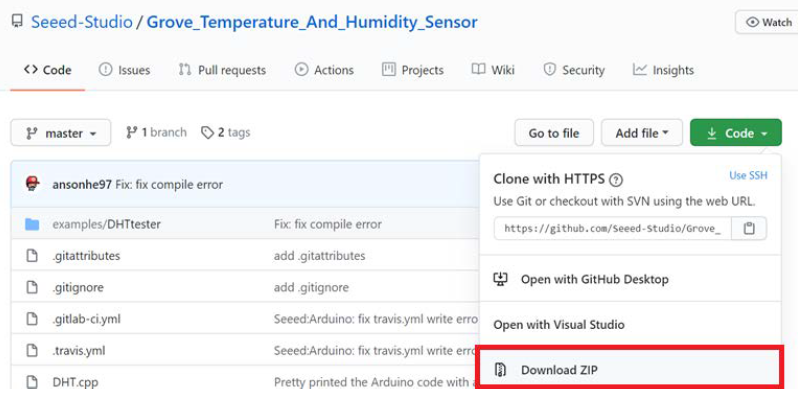 Seeed-Studio / Grove_Temperature_And_Humidity_Sensor
Watch
Code Issues Pull requests Actions Projects Wiki Security Insights
master 1 branch 2 tags Go to file Add file Code
ansonhe97 Fix: fix compile error
examples/DHTtester Fix: fix compile error
.gitattributes add .gitattributes
.gitignore add .gitignore
.gitlab-ci.yml Seeed:Arduino: fix travis.yml write erro
.travis.yml Seeed:Arduino: fix travis.yml write erro
DHT.cpp Pretty printed the Arduino code with a
Clone with HTTPS Use SSH
Use Git or checkout with SVN using the web URL.
https://github.com/Seeed-Studio/Grove_
Open with GitHub Desktop
Open with Visual Studio
Download ZIP